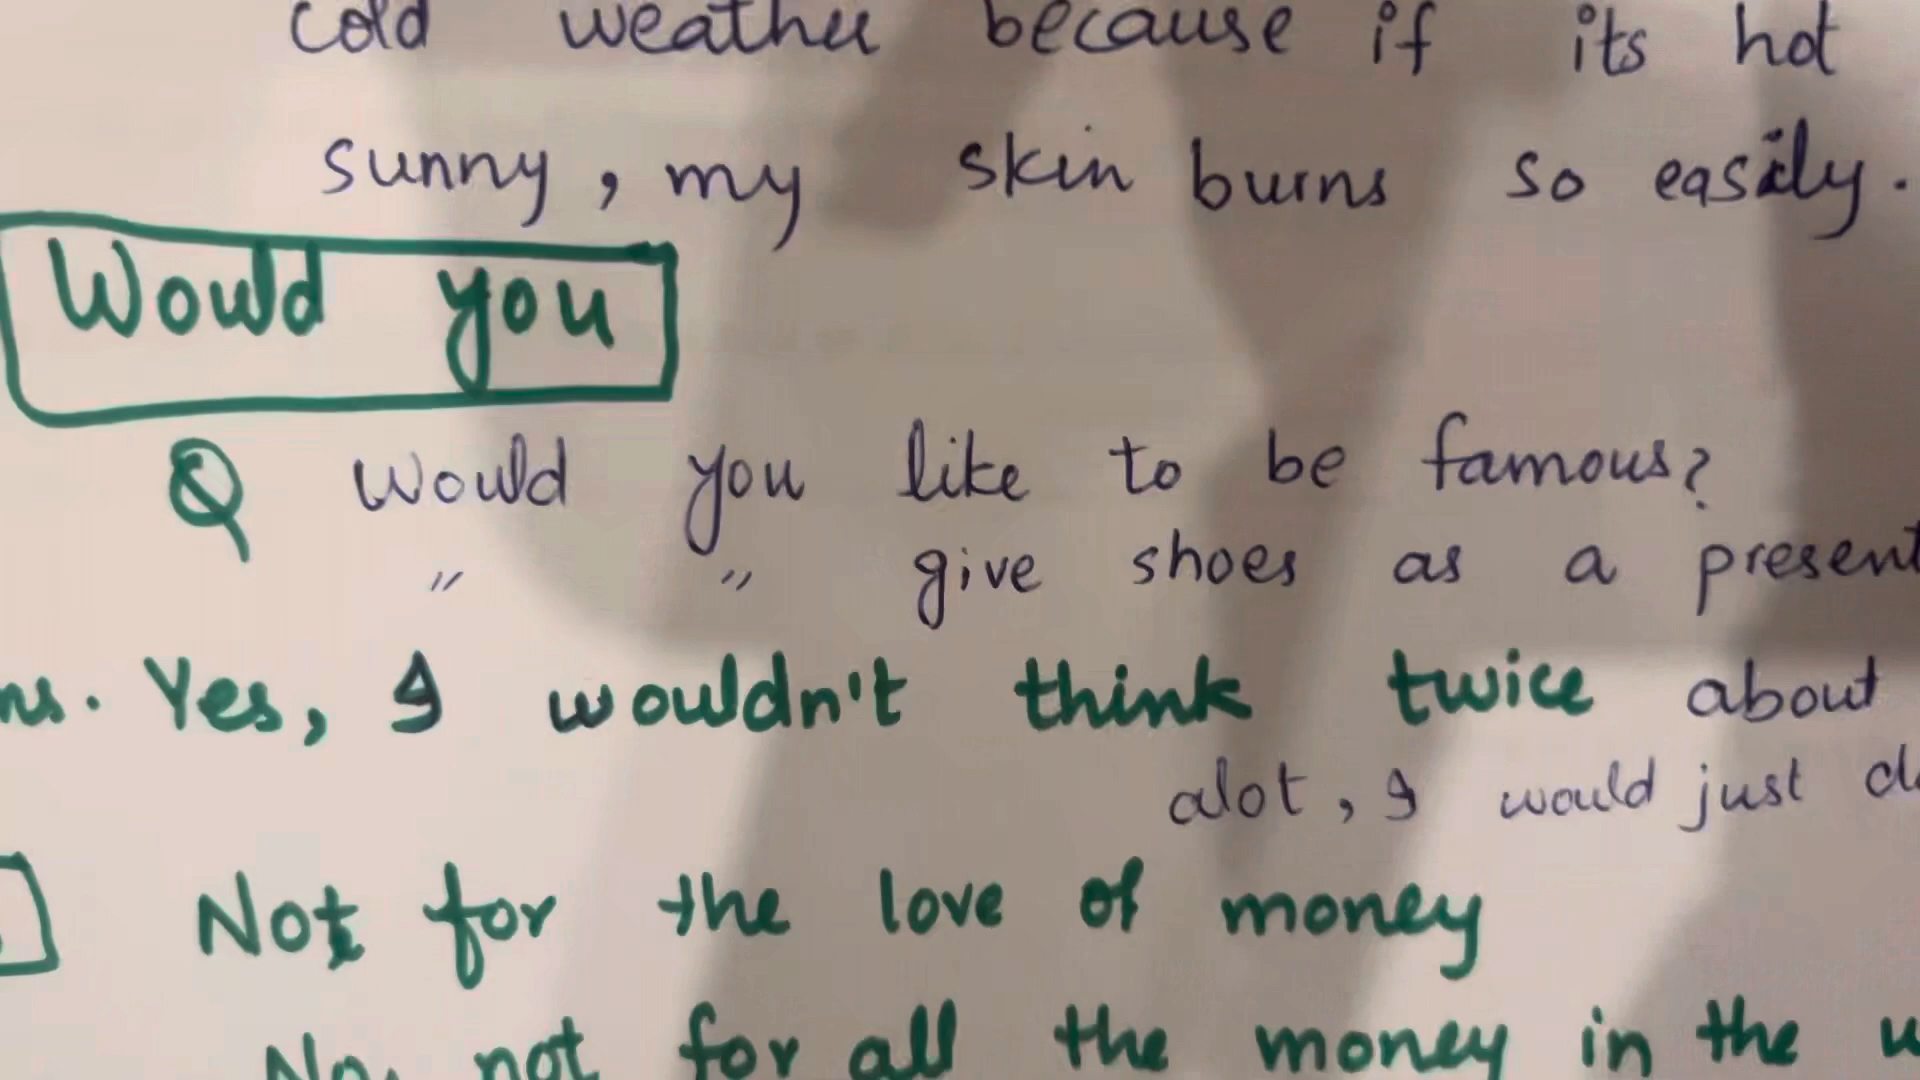 cold weather because if its hot
sunny, my skin burns so easily.
Would you
Q Would you like to be famous?
" " give shoes as a present
ns. Yes, I wouldn't think twice about
alot, I would just
Not for the love of money
No, not for all the money in the